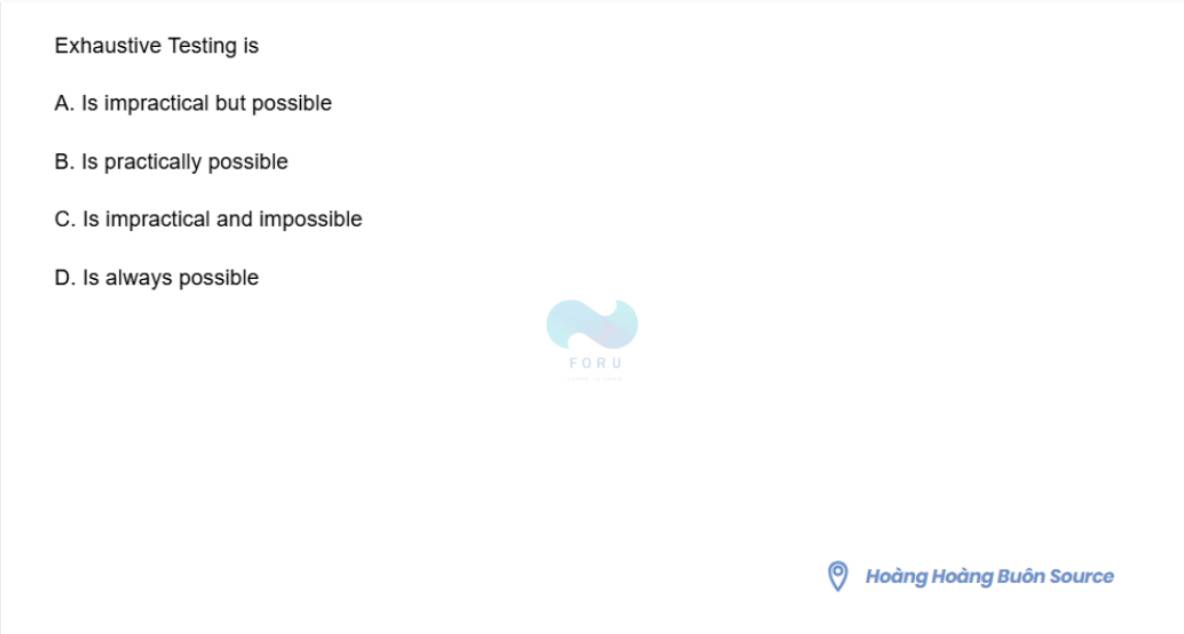 Exhaustive Testing is
A. Is impractical but possible
B. Is practically possible
C. Is impractical and impossible
D. Is always possible
FORU
Hoàng Hoàng Buôn Source